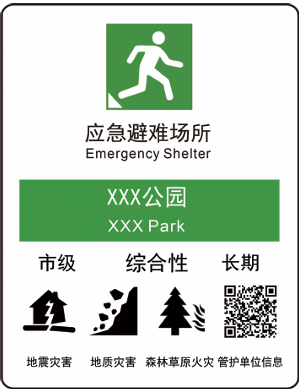 应急避难场所
Emergency Shelter
XXX公园
XXX Park
市级 综合性 长期
地震灾害 地质灾害 森林草原火灾 管护单位信息